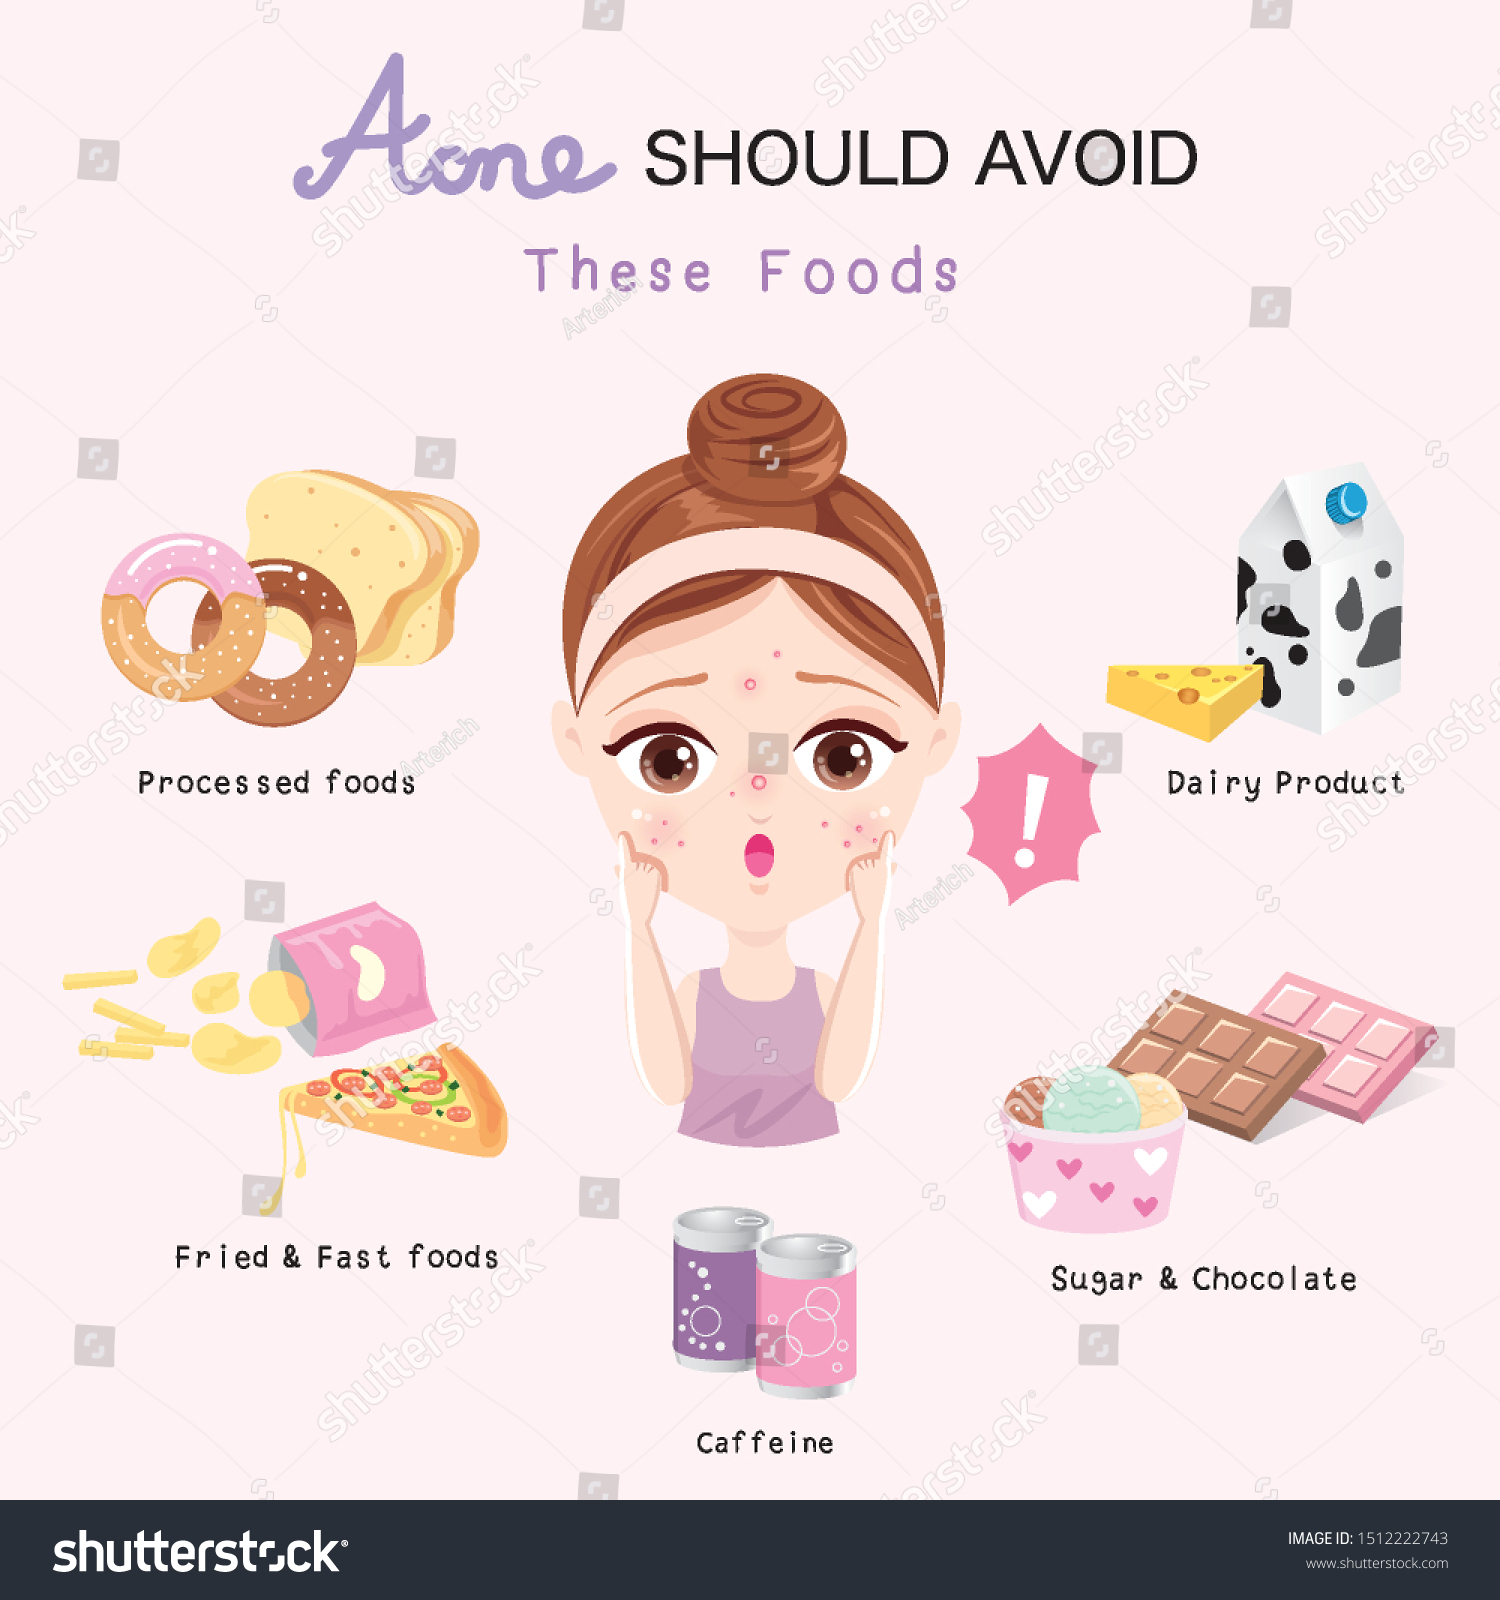 Acne SHOULD AVOID
These Foods
Processed foods
Dairy Product
Fried & Fast foods
Sugar & Chocolate
Caffeine
shutterstock
Arterich
IMAGE ID: 1512222743
www.shutterstock.com